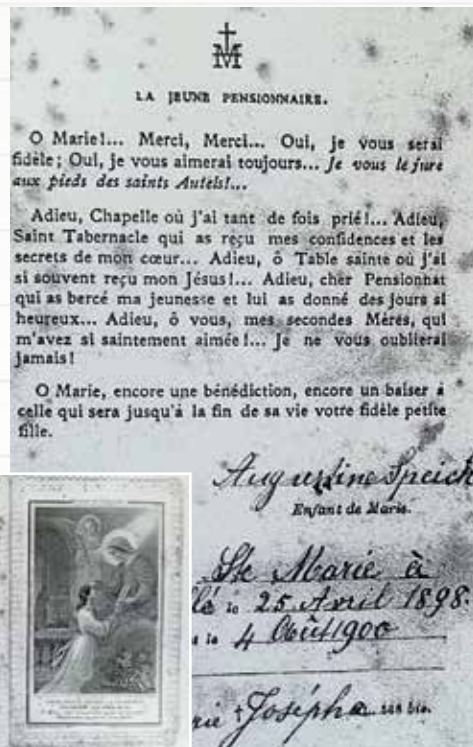 LA JEUNE PENSIONNAIRE.
O Marie!... Merci, Merci... Oui, je vous serai
fidèle; Oui, je vous aimerai toujours... Je vous le jure
aux pieds des saints Autels!...
Adieu, Chapelle où j'ai tant de fois prié!... Adieu,
Saint Tabernacle qui as reçu mes confidences et les
secrets de mon cœur... Adieu, ô Table sainte où j'ai
si souvent reçu mon Jésus!... Adieu, cher Pensionnat
qui as bercé ma jeunesse et lui as donné des jours si
heureux... Adieu, ô vous, mes secondes Mères, qui
m'avez si saintement aimée!... Je ne vous oublierai
jamais!
O Marie, encore une bénédiction, encore un baiser à
celle qui sera jusqu'à la fin de sa vie votre fidèle petite
fille.
Augustine Speich
Enfant de Marie.
Ste Marie à
le 25 Avril 1898.
le 4 Août 1900
Josépha